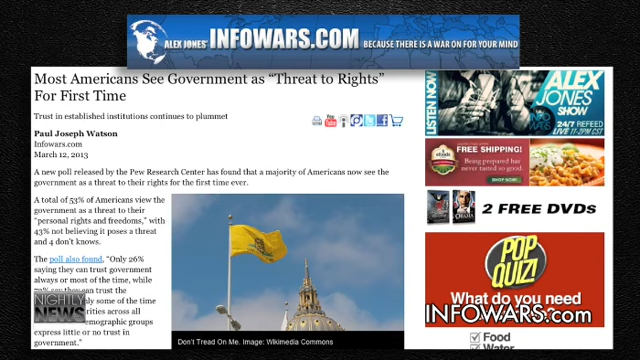 ALEX JONES' INFOWARS.COM BECAUSE THERE IS A WAR ON FOR YOUR MIND
Most Americans See Government as “Threat to Rights”
For First Time
Trust in established institutions continues to plummet
Paul Joseph Watson
Infowars.com
March 12, 2013
A new poll released by the Pew Research Center has found that a majority of Americans now see the
government as a threat to their rights for the first time ever.
A total of 53% of Americans view the
government as a threat to their
“personal rights and freedoms,” with
43% not believing it poses a threat
and 4 don't knows.
The poll also found, “Only 26%
saying they can trust government
always or most of the time, while
say they can trust the
only some of the time
rities across all
emographic groups
express little or no trust in
government.”
NIGHTLY
NEWS
Don't Tread On Me. Image: Wikimedia Commons
LISTEN NOW
ALEX
JONES
SHOW
24/7 REFEED
LIVE 11-2PM CST
FREE SHIPPING!
Being prepared has
never tasted so good.
SHOP NOW
2 FREE DVDs
POP
QUIZ!
What do you need
INFOWARS.com
Food
Water